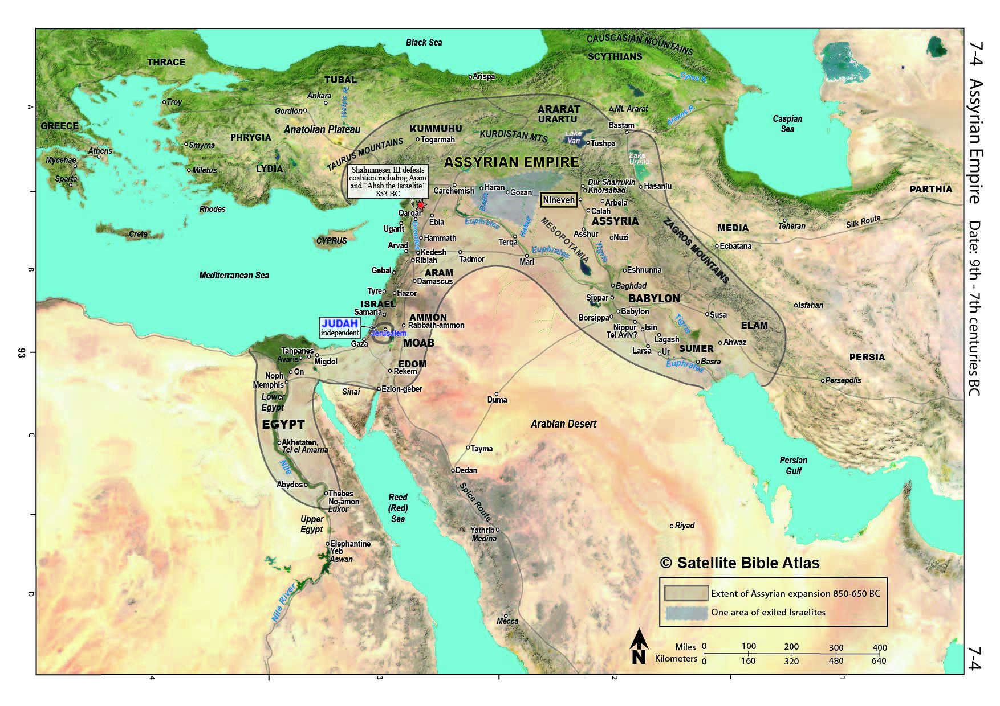 7-4 Assyrian Empire Date: 9th - 7th centuries BC
7-4
93
A
B
C
D
4
3
2
1
Black Sea
CAUSCASIAN MOUNTAINS
SCYTHIANS
THRACE
TUBAL
Arispa
Cyrus R.
Ankara
Halys R.
Troy
Gordion
ARARAT
URARTU
Mt. Ararat
Araxes R.
Caspian
Sea
GREECE
Anatolian Plateau
KUMMUHU
Bastam
PHRYGIA
Togarmah
KURDISTAN MTS.
Lake
Van
Tushpa
Smyrna
TAURUS MOUNTAINS
Athens
Mycenae
Lake
Urmia
ASSYRIAN EMPIRE
LYDIA
Miletus
Sparta
Shalmaneser III defeats
coalition including Aram
and “Ahab the Israelite”
853 BC
Carchemish
Haran
Gozan
Dur Sharrukin
Khorsabad
Hasanlu
PARTHIA
Nineveh
Balik
Arbela
Rhodes
Qarqar
Calah
ASSYRIA
Ebla
Euphrates
Habur
MESOPOTAMIA
ZAGROS MOUNTAINS
MEDIA
Teheran
Silk Route
Crete
CYPRUS
Ugarit
Orontes
Hammath
Terqa
Asshur
Nuzi
Tigris
Ecbatana
Arvad
Kedesh
Riblah
Tadmor
Euphrates
Mari
Mediterranean Sea
Gebal
ARAM
Damascus
Eshnunna
Baghdad
Tyre
Hazor
Sippar
BABYLON
ISRAEL
Samaria
Isfahan
Babylon
Borsippa
Susa
AMMON
Rabbath-ammon
JUDAH
independent
Jerusalem
Nippur
Tel Aviv?
Isin
Tigris
ELAM
Lagash
Gaza
MOAB
Larsa
Ur
SUMER
Ahwaz
Tahpanes
Avaris
Migdol
EDOM
Rekem
Euphrates
Basra
PERSIA
On
Noph
Memphis
Persepolis
Sinai
Ezion-geber
Lower
Egypt
Duma
EGYPT
Arabian Desert
Akhetaten,
Tel el Amarna
Tayma
Persian
Gulf
Nile
Dedan
Abydos
Spice Route
Thebes
No-amon
Luxor
Reed
(Red)
Sea
Upper
Egypt
Yathrib
Medina
Riyad
Elephantine
Yeb
Aswan
Nile River
Mecca
© Satellite Bible Atlas
Extent of Assyrian expansion 850-650 BC
One area of exiled Israelites
N
Miles 0 100 200 300 400
Kilometers 0 160 320 480 640